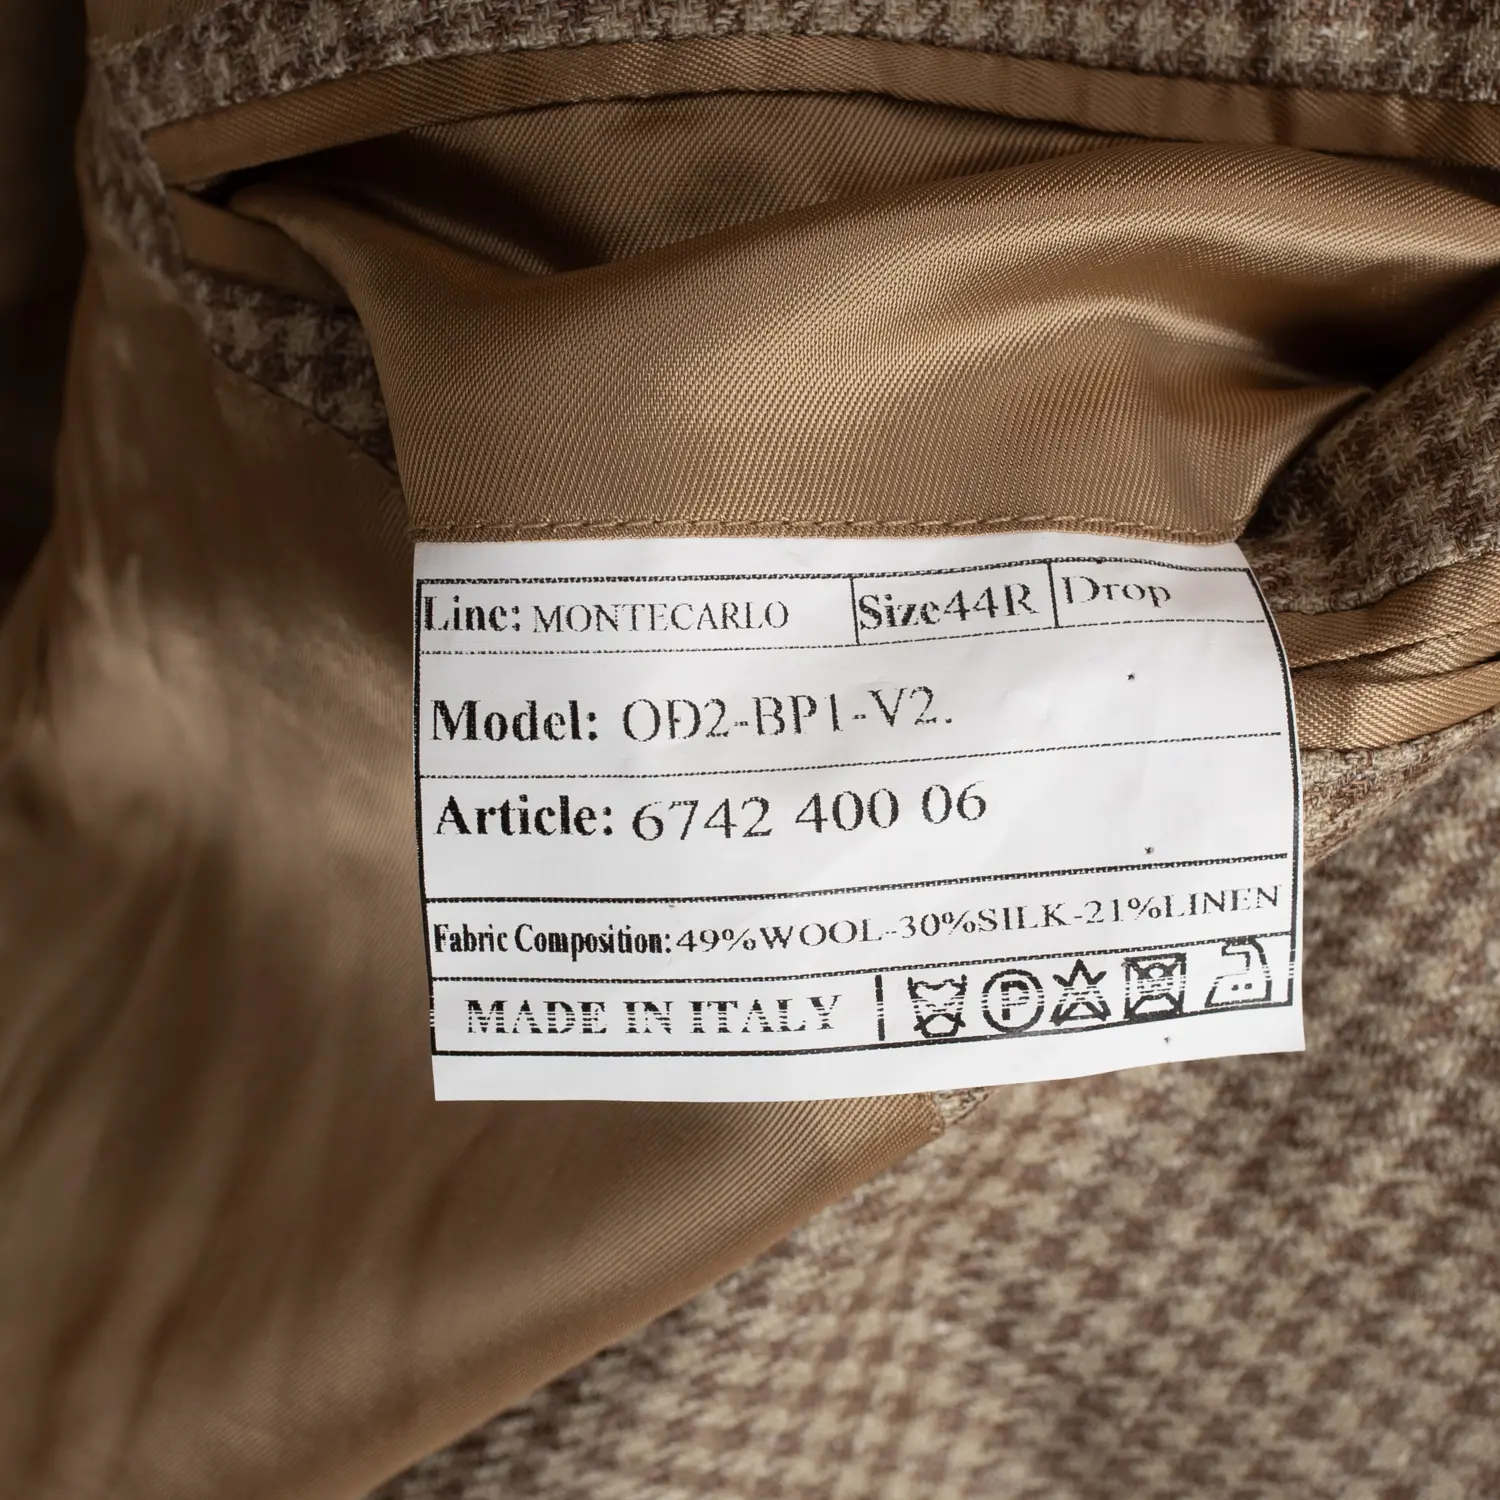 Line: MONTECARLO Size44R Drop
Model: OD2-BP1-V2.
Article: 6742 400 06
Fabric Composition: 49%WOOL-30%SILK-21%LINEN
MADE IN ITALY